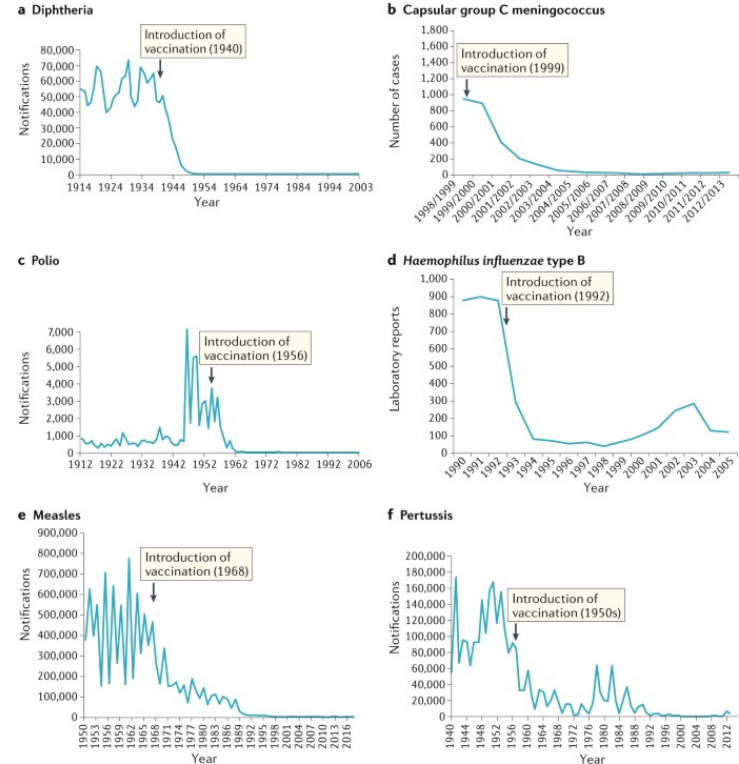 a Diphtheria
Introduction of
vaccination (1940)
Notifications
80,000
70,000
60,000
50,000
40,000
30,000
20,000
10,000
0
1914 1924 1934 1944 1954 1964 1974 1984 1994 2003
Year
b Capsular group C meningococcus
Introduction of
vaccination (1999)
Number of cases
1,800
1,600
1,400
1,200
1,000
800
600
400
200
0
1998/1999 1999/2000 2000/2001 2001/2002 2002/2003 2003/2004 2004/2005 2005/2006 2006/2007 2007/2008 2008/2009 2009/2010 2010/2011 2011/2012 2012/2013
Year
c Polio
Introduction of
vaccination (1956)
Notifications
7,000
6,000
5,000
4,000
3,000
2,000
1,000
0
1912 1922 1932 1942 1952 1962 1972 1982 1992 2006
Year
d Haemophilus influenzae type B
Introduction of
vaccination (1992)
Laboratory reports
1,000
900
800
700
600
500
400
300
200
100
0
1990 1991 1992 1993 1994 1995 1996 1997 1998 1999 2000 2001 2002 2003 2004 2005
Year
e Measles
Introduction of
vaccination (1968)
Notifications
900,000
800,000
700,000
600,000
500,000
400,000
300,000
200,000
100,000
0
1950 1953 1956 1959 1962 1965 1968 1971 1974 1977 1980 1983 1986 1989 1992 1995 1998 2001 2004 2007 2010 2013 2016
Year
f Pertussis
Introduction of
vaccination (1950s)
Notifications
200,000
180,000
160,000
140,000
120,000
100,000
80,000
60,000
40,000
20,000
0
1940 1944 1948 1952 1956 1960 1964 1968 1972 1976 1980 1984 1988 1992 1996 2000 2004 2008 2012
Year